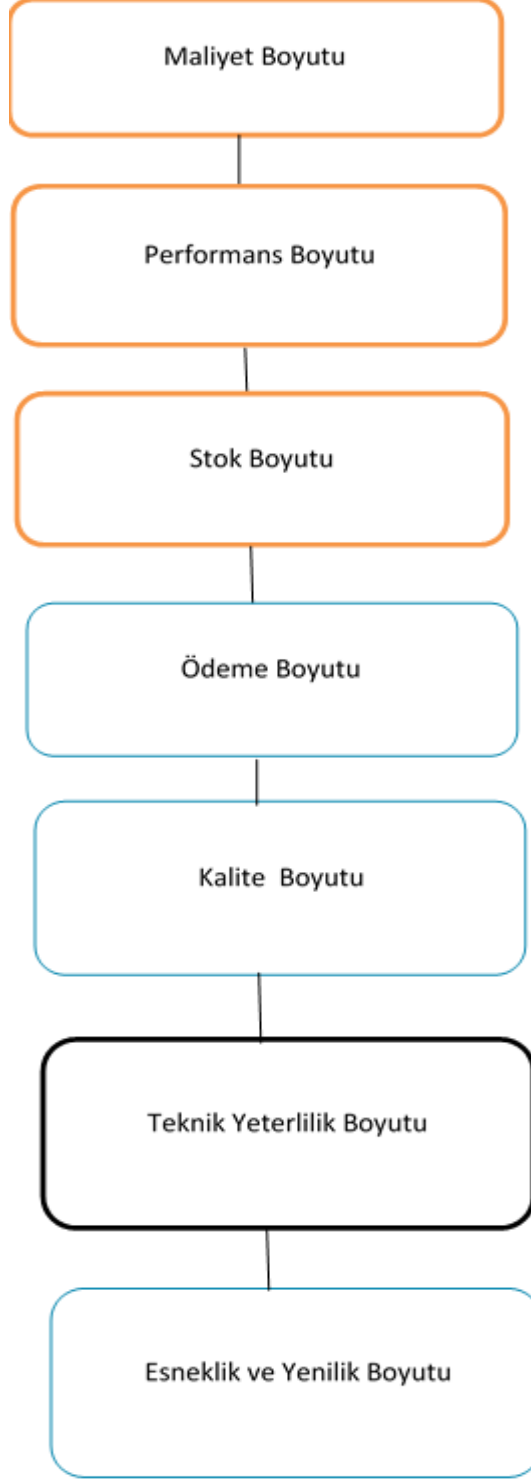 Maliyet Boyutu
Performans Boyutu
Stok Boyutu
Ödeme Boyutu
Kalite  Boyutu
Teknik Yeterlilik Boyutu
Esneklik ve Yenilik Boyutu